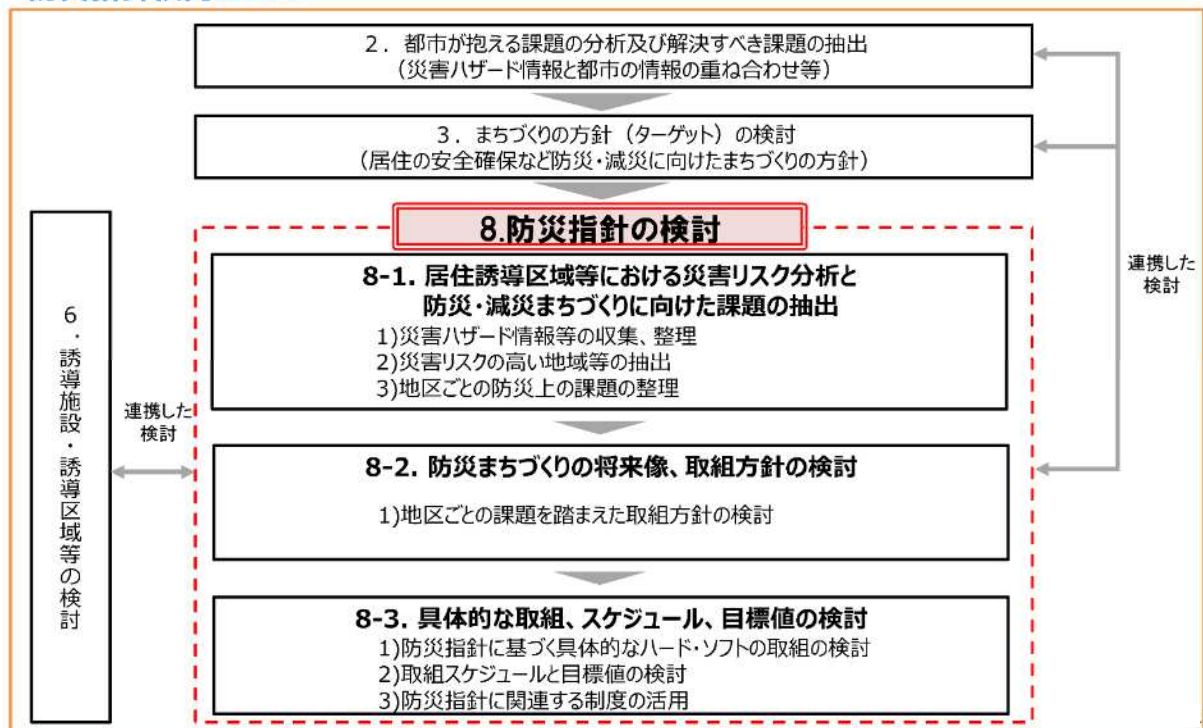 2．都市が抱える課題の分析及び解決すべき課題の抽出
（災害ハザード情報と都市の情報の重ね合わせ等）
3．まちづくりの方針（ターゲット）の検討
（居住の安全確保など防災・減災に向けたまちづくりの方針）
8.防災指針の検討
8-1. 居住誘導区域等における災害リスク分析と
防災・減災まちづくりに向けた課題の抽出
1)災害ハザード情報等の収集、整理
2)災害リスクの高い地域等の抽出
3)地区ごとの防災上の課題の整理
連携した
検討
6．誘導施設・誘導区域等の検討
連携した
検討
8-2. 防災まちづくりの将来像、取組方針の検討
1)地区ごとの課題を踏まえた取組方針の検討
8-3. 具体的な取組、スケジュール、目標値の検討
1)防災指針に基づく具体的なハード・ソフトの取組の検討
2)取組スケジュールと目標値の検討
3)防災指針に関連する制度の活用